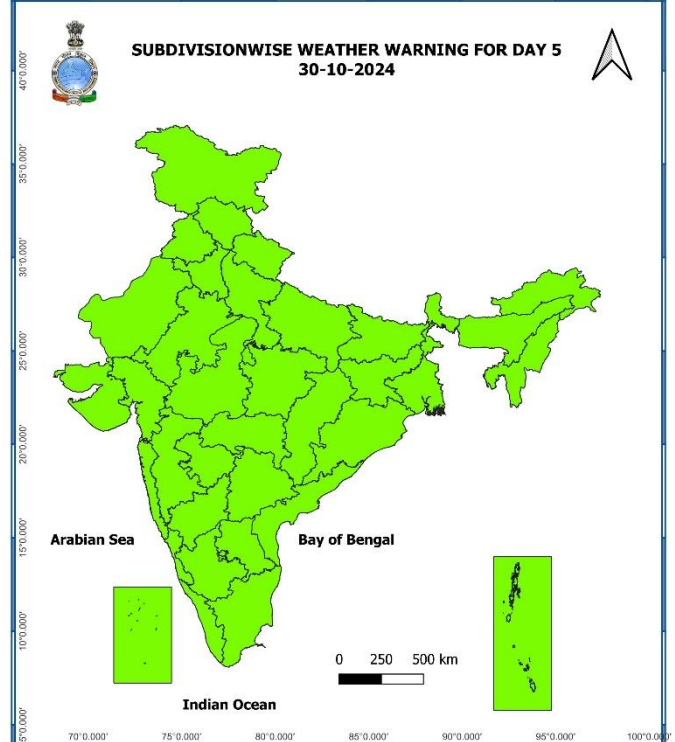 SUBDIVISIONWISE WEATHER WARNING FOR DAY 5
30-10-2024
40°0.000'
35°0.000'
30°0.000'
25°0.000'
20°0.000'
15°0.000'
10°0.000'
5°0.000'
Arabian Sea
Bay of Bengal
0 250 500 km
Indian Ocean
70°0.000' 75°0.000' 80°0.000' 85°0.000' 90°0.000' 95°0.000' 100°0.000'